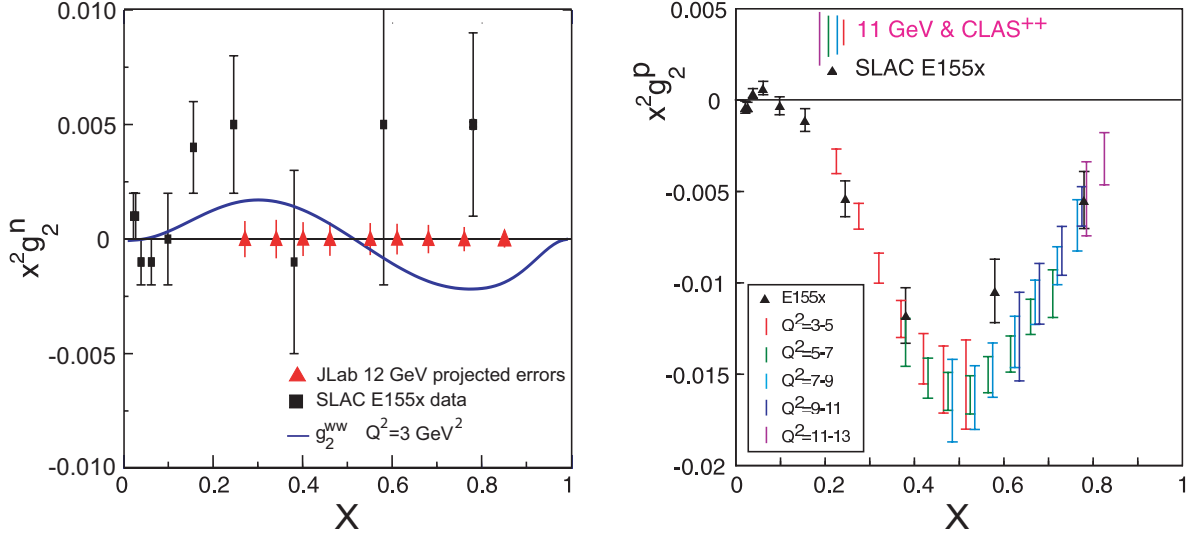 0.010
0.005
0
-0.005
-0.010
x²g₂ⁿ
JLab 12 GeV projected errors
SLAC E155x data
g₂ʷʷ Q²=3 GeV²
0 0.2 0.4 0.6 0.8 1
X
0.005
0
-0.005
-0.01
-0.015
-0.02
x²g₂ᵖ
11 GeV & CLAS⁺⁺
SLAC E155x
E155x
Q²=3-5
Q²=5-7
Q²=7-9
Q²=9-11
Q²=11-13
0 0.2 0.4 0.6 0.8 1
X